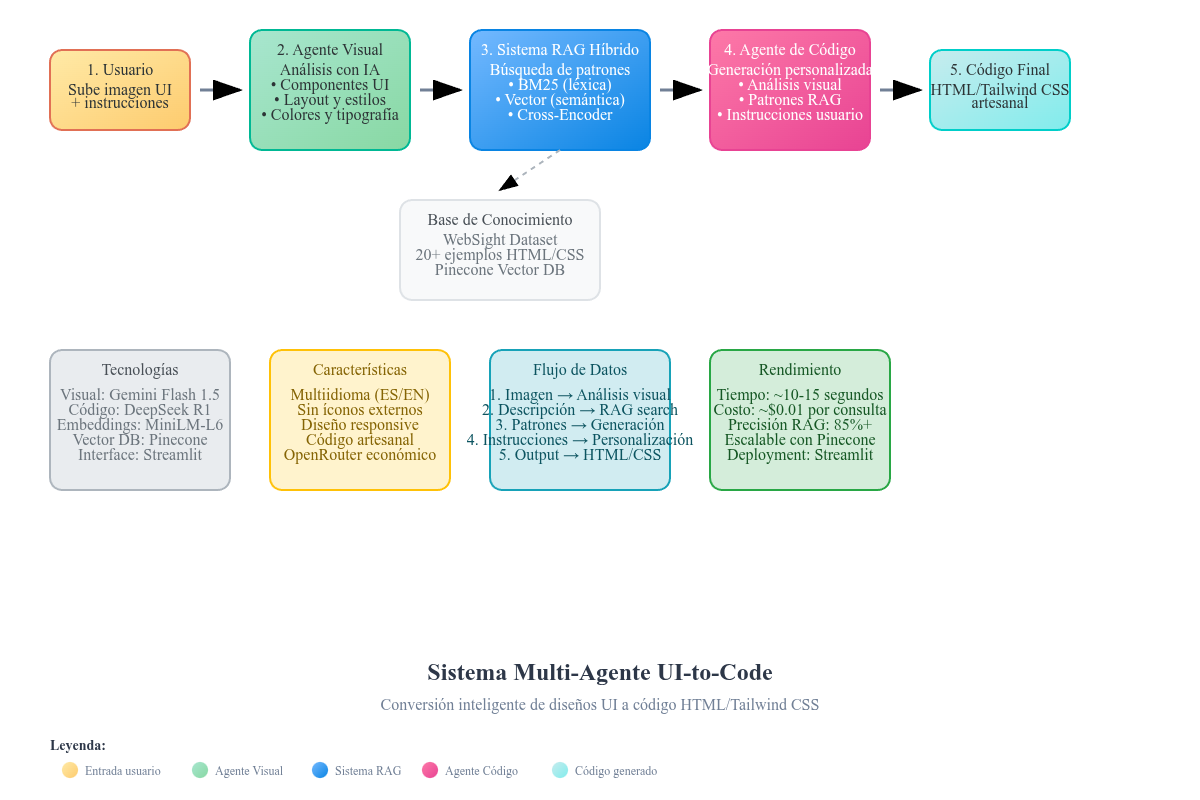 1. Usuario
Sube imagen UI
+ instrucciones
2. Agente Visual
Análisis con IA
• Componentes UI
• Layout y estilos
• Colores y tipografía
3. Sistema RAG Híbrido
Búsqueda de patrones
• BM25 (léxica)
• Vector (semántica)
• Cross-Encoder
4. Agente de Código
Generación personalizada
• Análisis visual
• Patrones RAG
• Instrucciones usuario
5. Código Final
HTML/Tailwind CSS
artesanal
Base de Conocimiento
WebSight Dataset
20+ ejemplos HTML/CSS
Pinecone Vector DB
Tecnologías
Visual: Gemini Flash 1.5
Código: DeepSeek R1
Embeddings: MiniLM-L6
Vector DB: Pinecone
Interface: Streamlit
Características
Multiidioma (ES/EN)
Sin íconos externos
Diseño responsive
Código artesanal
OpenRouter económico
Flujo de Datos
1. Imagen → Análisis visual
2. Descripción → RAG search
3. Patrones → Generación
4. Instrucciones → Personalización
5. Output → HTML/CSS
Rendimiento
Tiempo: ~10-15 segundos
Costo: ~$0.01 por consulta
Precisión RAG: 85%+
Escalable con Pinecone
Deployment: Streamlit
Sistema Multi-Agente UI-to-Code
Conversión inteligente de diseños UI a código HTML/Tailwind CSS
Leyenda:
Entrada usuario
Agente Visual
Sistema RAG
Agente Código
Código generado